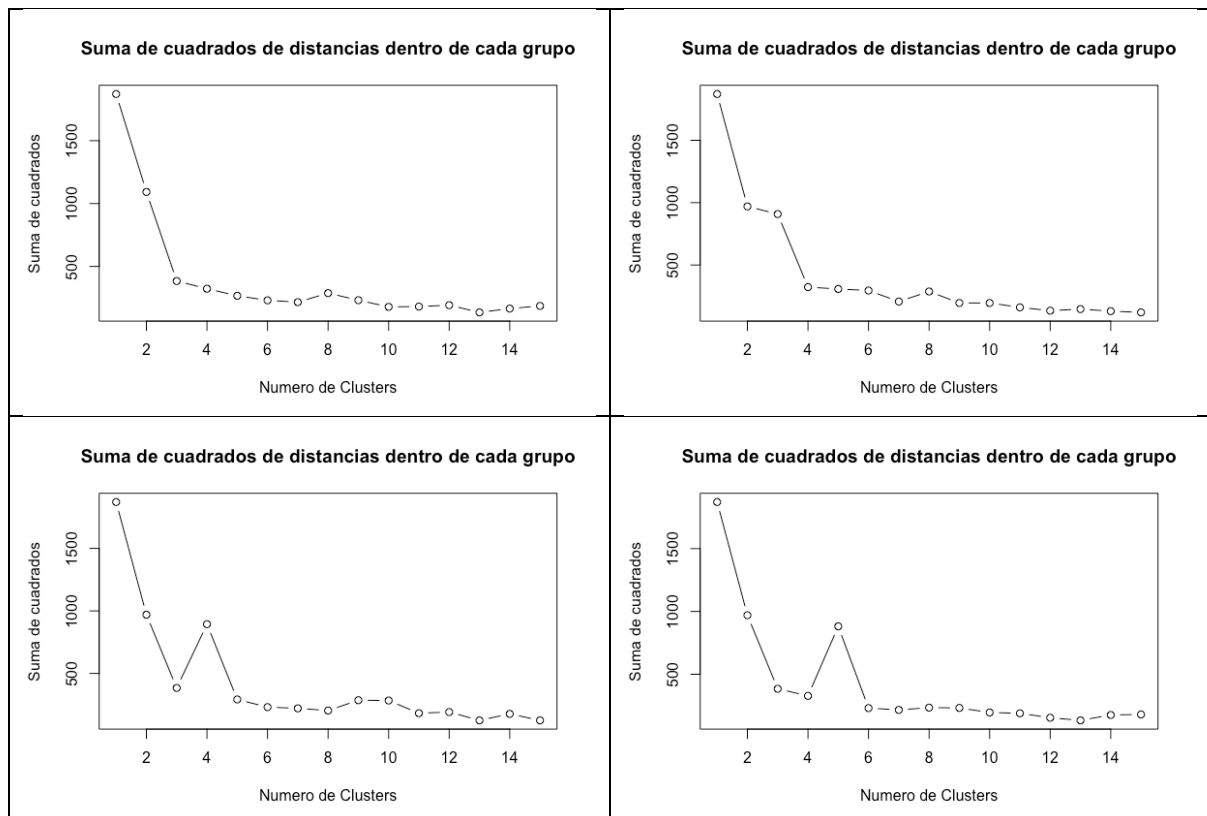 Suma de cuadrados de distancias dentro de cada grupo
Suma de cuadrados
1500
1000
500
2 4 6 8 10 12 14
Numero de Clusters
Suma de cuadrados de distancias dentro de cada grupo
Suma de cuadrados
1500
1000
500
2 4 6 8 10 12 14
Numero de Clusters
Suma de cuadrados de distancias dentro de cada grupo
Suma de cuadrados
1500
1000
500
2 4 6 8 10 12 14
Numero de Clusters
Suma de cuadrados de distancias dentro de cada grupo
Suma de cuadrados
1500
1000
500
2 4 6 8 10 12 14
Numero de Clusters